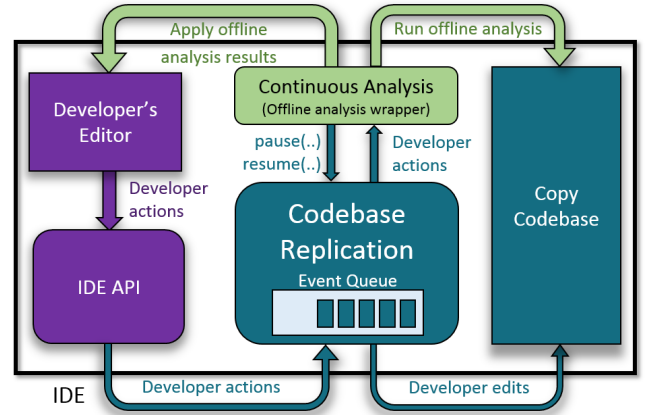 Apply offline
analysis results
Run offline analysis
Developer's
Editor
Continuous Analysis
(Offline analysis wrapper)
pause(..)
resume(..)
Developer
actions
Developer
actions
Copy
Codebase
Codebase
Replication
Event Queue
IDE API
Developer actions
Developer edits
IDE